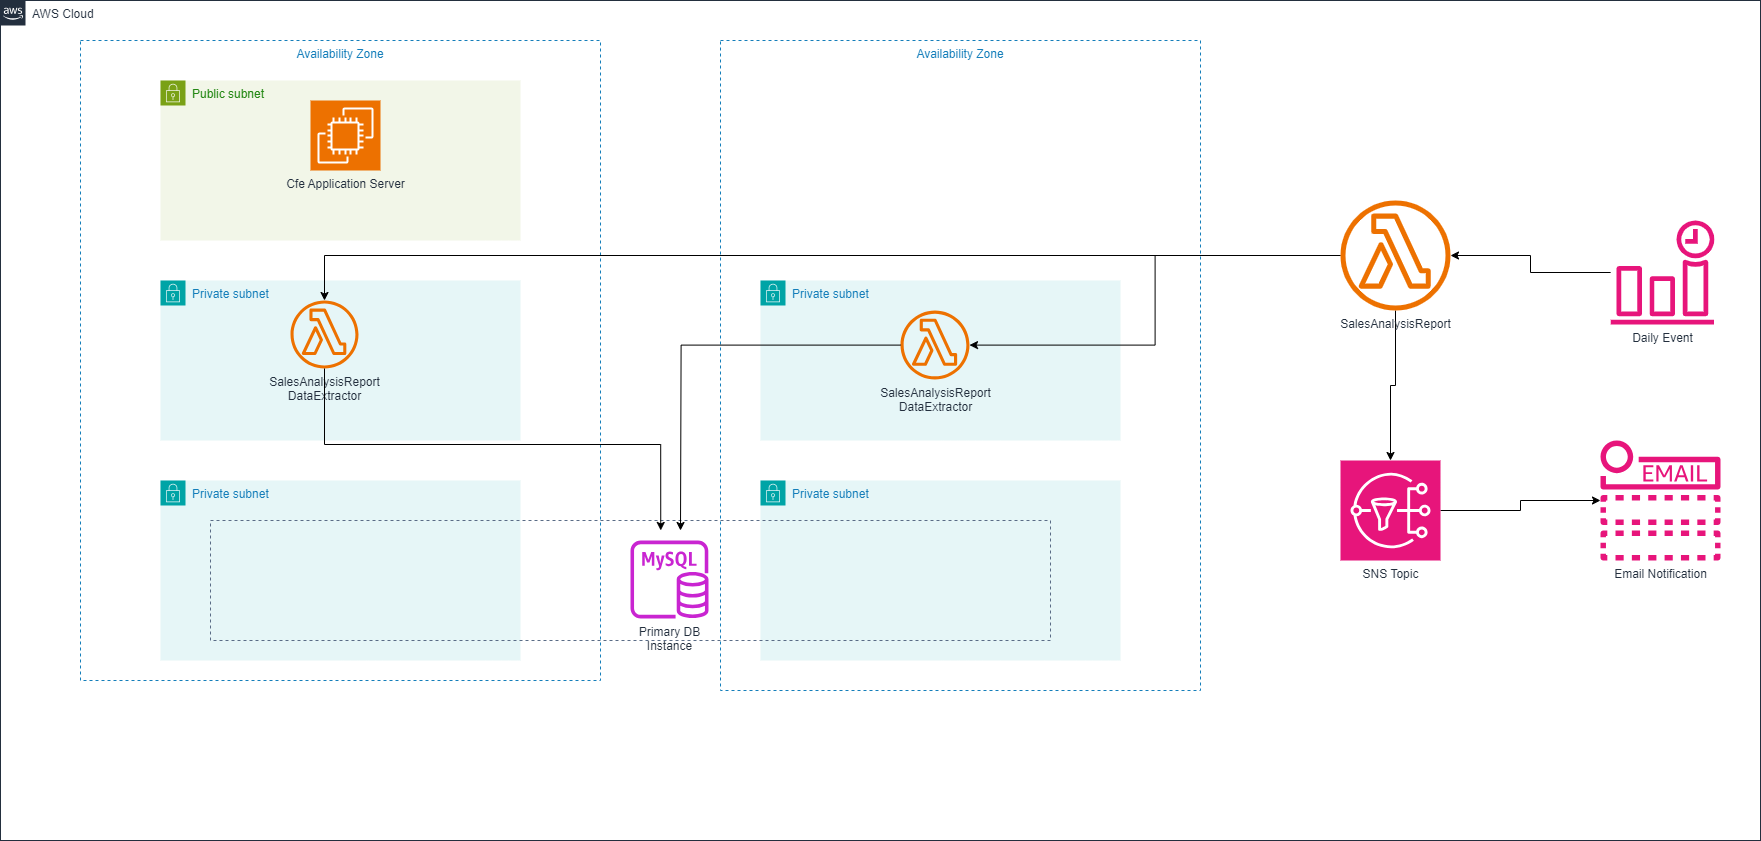 aws
AWS Cloud
Availability Zone
Availability Zone
Public subnet
Cfe Application Server
Private subnet
SalesAnalysisReport
DataExtractor
Private subnet
SalesAnalysisReport
DataExtractor
SalesAnalysisReport
Daily Event
Private subnet
MySQL
Primary DB
Instance
Private subnet
SNS Topic
EMAIL
Email Notification